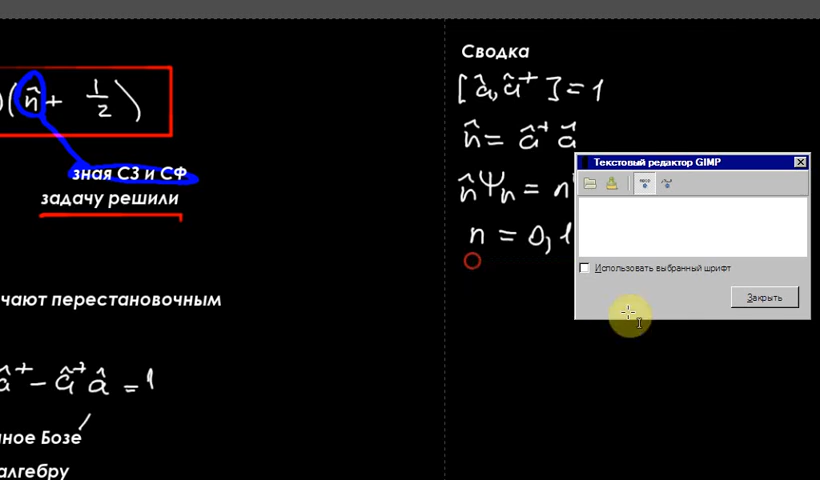 )(n̂ + 1/2)
зная СЗ и СФ
задачу решили
чают перестановочным
â⁺ - â⁺ â = 1
ное Бозе
алгебру
Сводка
[â, â⁺] = 1
n̂ = â⁺ â
n̂ Ψn = n
n = 0, 1
Текстовый редактор GIMP
Использовать выбранный шрифт
Закрыть